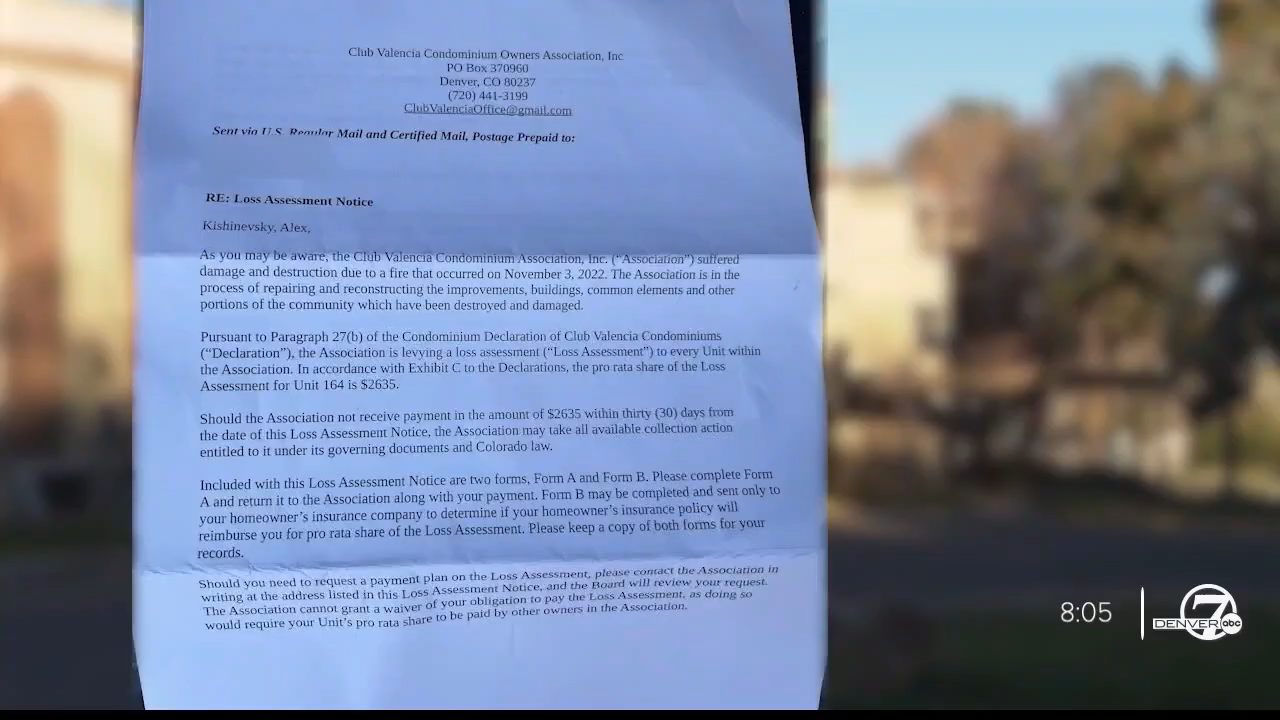 Club Valencia Condominium Owners Association, Inc
PO Box 370960
Denver, CO 80237
(720) 441-3199
ClubValenciaOffice@gmail.com
Sent via U.S. Regular Mail and Certified Mail, Postage Prepaid to:
RE: Loss Assessment Notice
Kishinevsky, Alex,
As you may be aware, the Club Valencia Condominium Association, Inc. (“Association”) suffered
damage and destruction due to a fire that occurred on November 3, 2022. The Association is in the
process of repairing and reconstructing the improvements, buildings, common elements and other
portions of the community which have been destroyed and damaged.
Pursuant to Paragraph 27(b) of the Condominium Declaration of Club Valencia Condominiums
(“Declaration”), the Association is levying a loss assessment (“Loss Assessment”) to every Unit within
the Association. In accordance with Exhibit C to the Declarations, the pro rata share of the Loss
Assessment for Unit 164 is $2635.
Should the Association not receive payment in the amount of $2635 within thirty (30) days from
the date of this Loss Assessment Notice, the Association may take all available collection action
entitled to it under its governing documents and Colorado law.
Included with this Loss Assessment Notice are two forms, Form A and Form B. Please complete Form
A and return it to the Association along with your payment. Form B may be completed and sent only to
your homeowner’s insurance company to determine if your homeowner’s insurance policy will
reimburse you for pro rata share of the Loss Assessment. Please keep a copy of both forms for your
records.
Should you need to request a payment plan on the Loss Assessment, please contact the Association in
writing at the address listed in this Loss Assessment Notice, and the Board will review your request.
The Association cannot grant a waiver of your obligation to pay the Loss Assessment, as doing so
would require your Unit’s pro rata share to be paid by other owners in the Association.
8:05
DENVER 7 abc